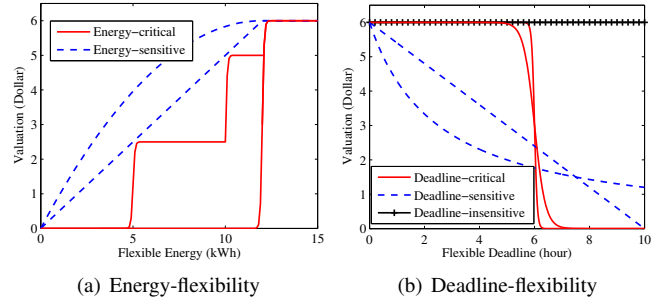 6
5
4
3
2
1
0
0
5
10
15
Valuation (Dollar)
Flexible Energy (kWh)
Energy−critical
Energy−sensitive
(a) Energy-flexibility
6
5
4
3
2
1
0
0
2
4
6
8
10
Valuation (Dollar)
Flexible Deadline (hour)
Deadline−critical
Deadline−sensitive
Deadline−insensitive
(b) Deadline-flexibility